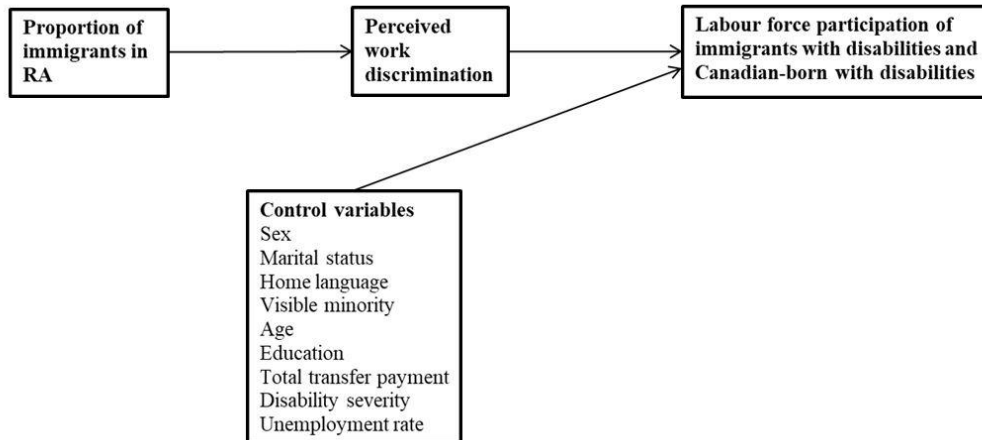 Proportion of
immigrants in
RA
Perceived
work
discrimination
Labour force participation of
immigrants with disabilities and
Canadian-born with disabilities
Control variables
Sex
Marital status
Home language
Visible minority
Age
Education
Total transfer payment
Disability severity
Unemployment rate